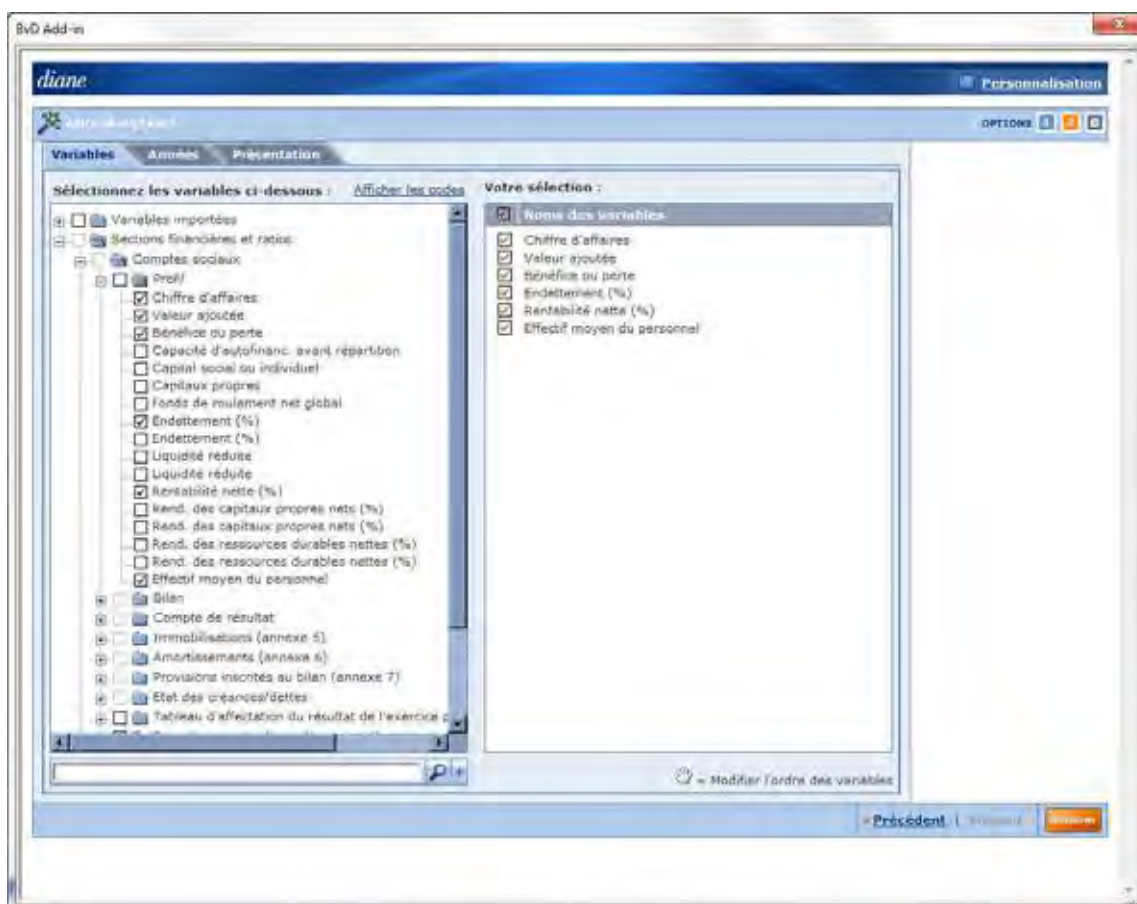 BvD Add-in
diane
Personnalisation
OPTIONS
Variables Années Présentation
Sélectionnez les variables ci-dessous : Afficher les codes
Variables importées
Sections financières et ratios
Comptes sociaux
Profil
Chiffre d'affaires
Valeur ajoutée
Bénéfice ou perte
Capacité d'autofinanc. avant répartition
Capital social ou individuel
Capitaux propres
Fonds de roulement net global
Endettement (%)
Endettement (%)
Liquidité réduite
Liquidité réduite
Rentabilité nette (%)
Rend. des capitaux propres nets (%)
Rend. des capitaux propres nets (%)
Rend. des ressources durables nettes (%)
Rend. des ressources durables nettes (%)
Effectif moyen du personnel
Bilan
Compte de résultat
Immobilisations (annexe 5)
Amortissements (annexe 6)
Provisions inscrites au bilan (annexe 7)
Etat des créances/dettes
Tableau d'affectation du résultat de l'exercice
Votre sélection :
Noms des variables
Chiffre d'affaires
Valeur ajoutée
Bénéfice ou perte
Endettement (%)
Rentabilité nette (%)
Effectif moyen du personnel
= Modifier l'ordre des variables
Précédent